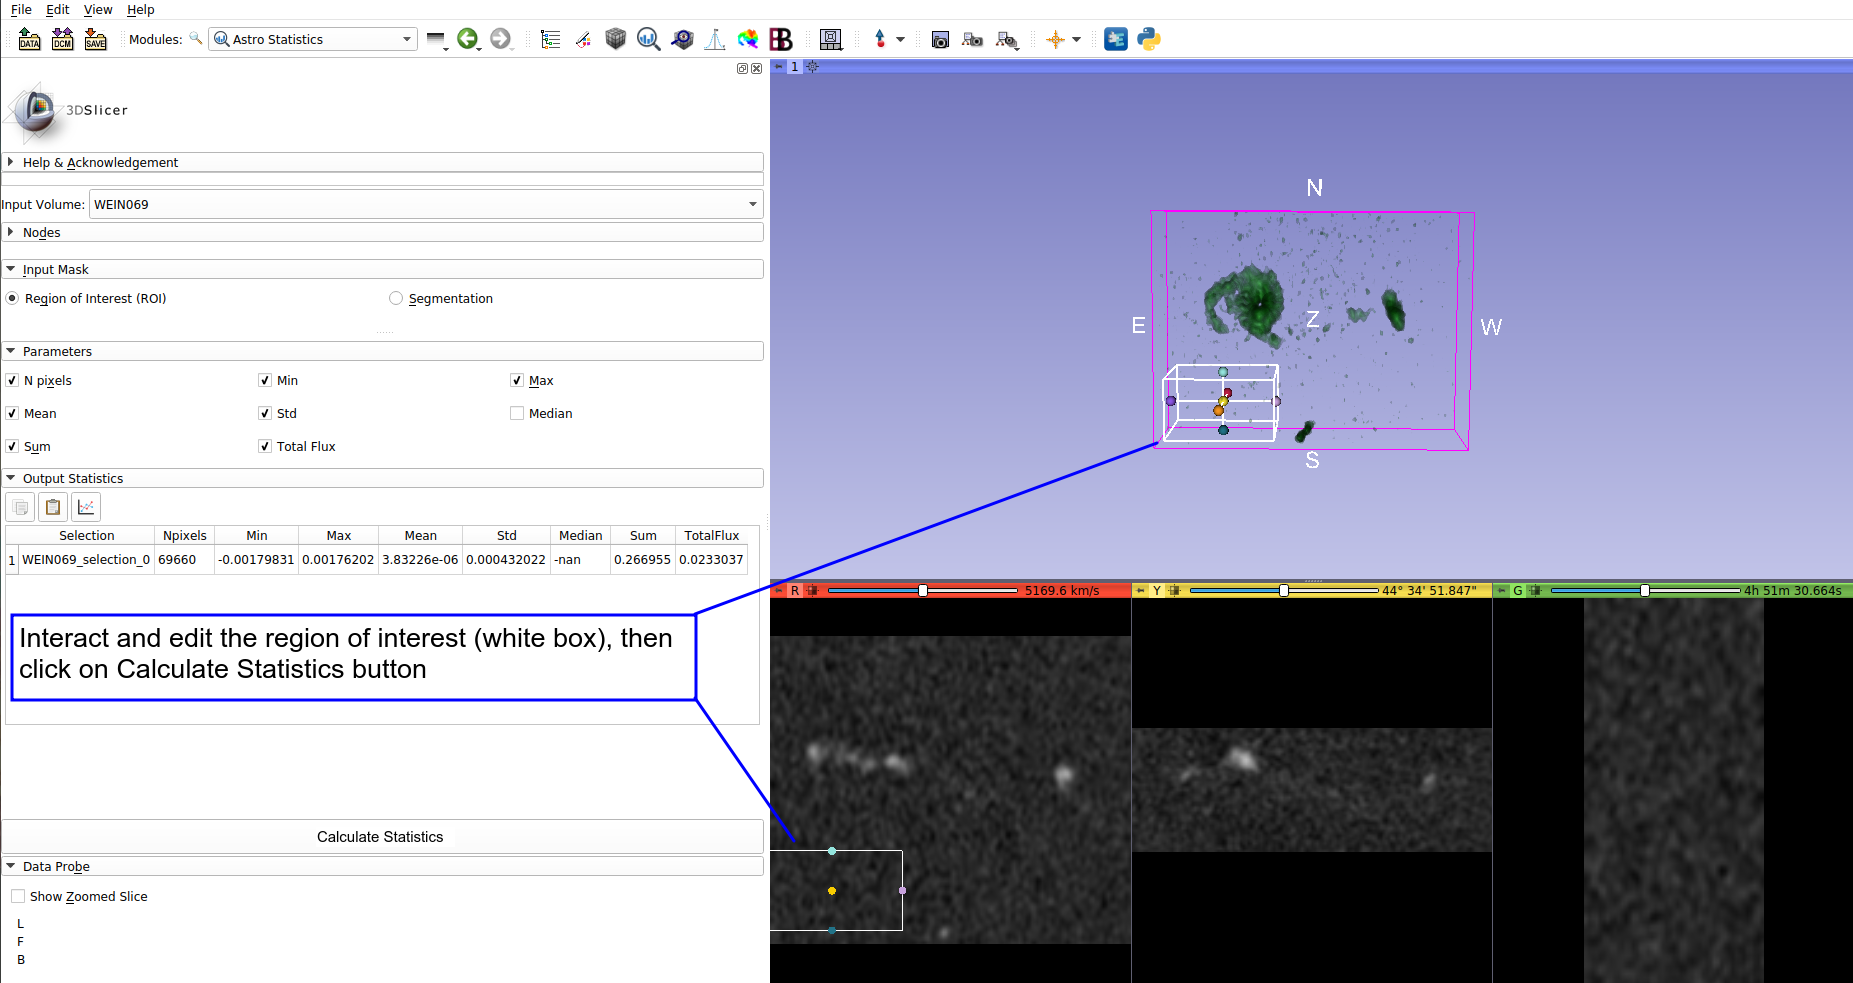 File Edit View Help
DATA DCM SAVE Modules: Astro Statistics
1
3DSlicer
Help & Acknowledgement
Input Volume: WEIN069
Nodes
Input Mask
Region of Interest (ROI) Segmentation
Parameters
N pixels Min Max
Mean Std Median
Sum Total Flux
Output Statistics
Selection Npixels Min Max Mean Std Median Sum TotalFlux
1 WEIN069_selection_0 69660 -0.00179831 0.00176202 3.83226e-06 0.000432022 -nan 0.266955 0.0233037
Interact and edit the region of interest (white box), then
click on Calculate Statistics button
Calculate Statistics
Data Probe
Show Zoomed Slice
L
F
B
N
E Z W
S
R 5169.6 km/s
Y 44° 34' 51.847"
G 4h 51m 30.664s